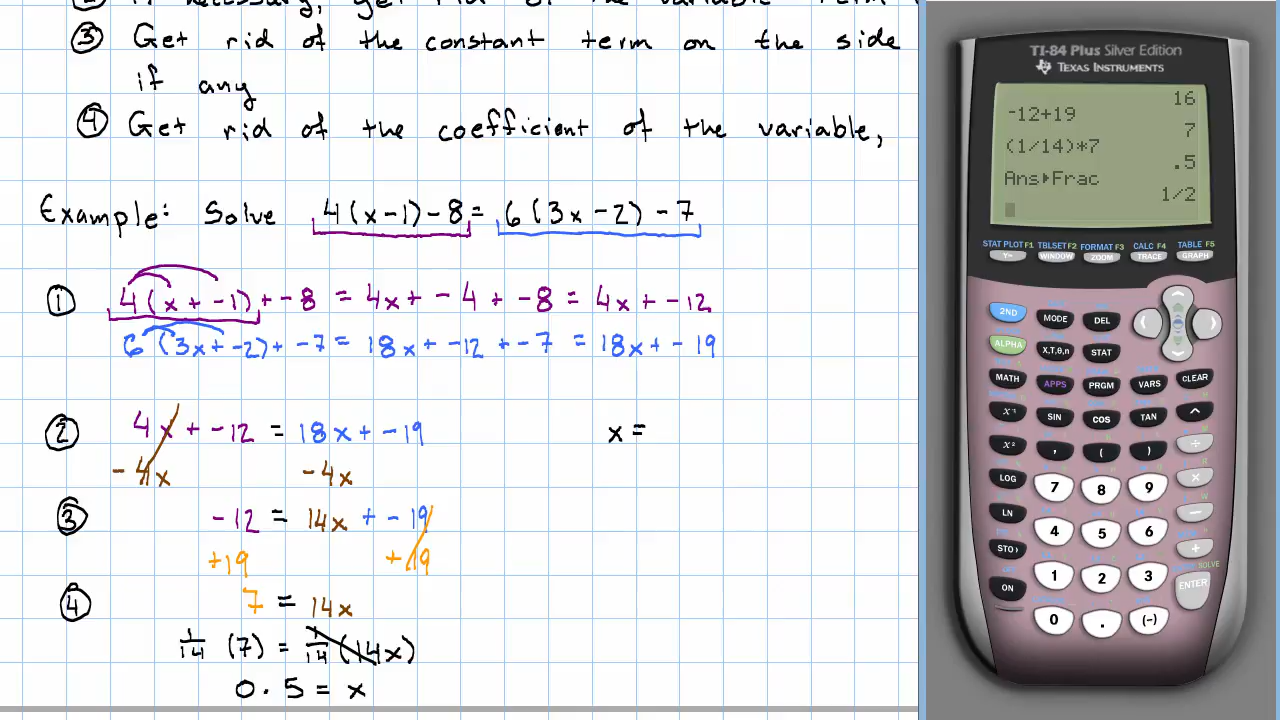 ③ Get rid of the constant term on the side
if any
④ Get rid of the coefficient of the variable,
Example: Solve 4(x-1)-8= 6(3x-2)-7
① 4(x+-1)+-8 = 4x+-4+-8 = 4x+-12
6(3x+-2)+-7 = 18x+-12+-7 = 18x+-19
② 4x+-12 = 18x+-19
-4x -4x
x =
③ -12 = 14x+-19
+19 +19
④ 7 = 14x
1/14 (7) = 1/14 (14x)
0.5 = x
TI-84 Plus Silver Edition
TEXAS INSTRUMENTS
16
-12+19
7
(1/14)*7
.5
Ans▸Frac
1/2
STAT PLOT F1 TBLSET F2 FORMAT F3 CALC F4 TABLE F5
Y= WINDOW ZOOM TRACE GRAPH
2ND MODE DEL
ALPHA X,T,θ,n STAT
MATH APPS PRGM VARS CLEAR
x⁻¹ SIN COS TAN ^
x² , ( ) ÷
LOG 7 8 9 ×
LN 4 5 6 −
STO› 1 2 3 +
ON 0 . (−) ENTER
SOLVE